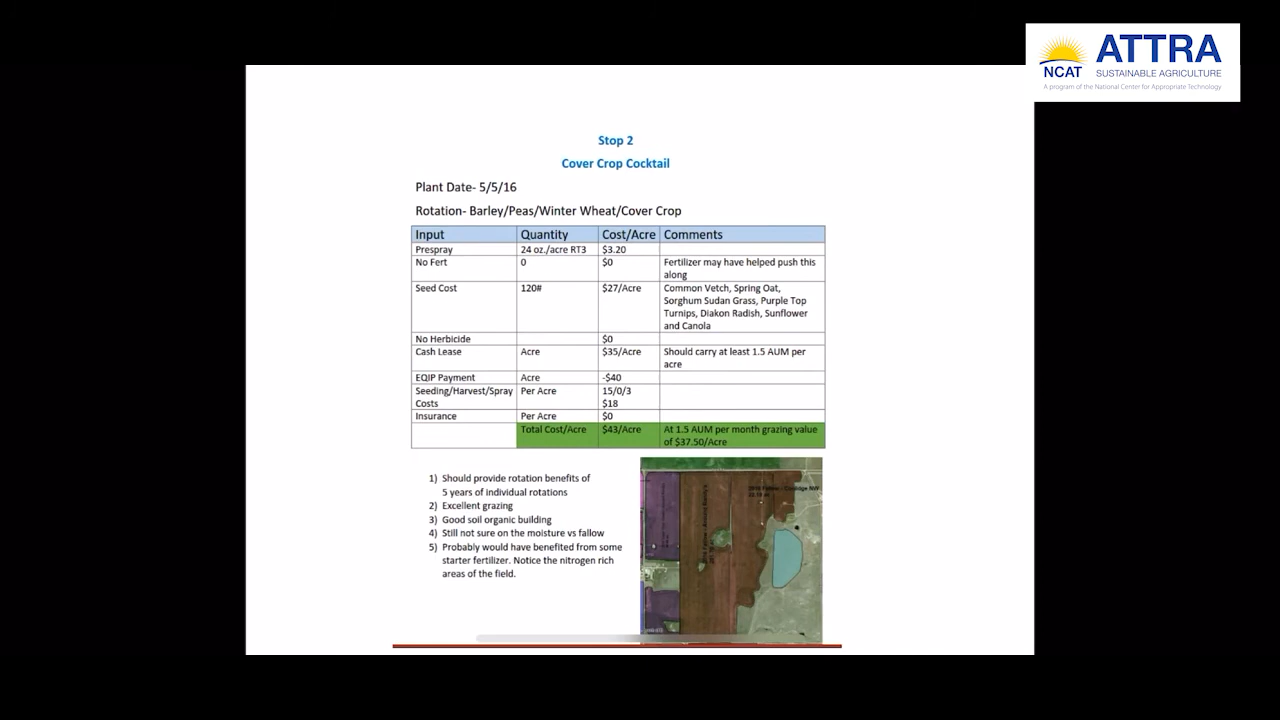 ATTRA
NCAT
SUSTAINABLE AGRICULTURE
A program of the National Center for Appropriate Technology
Stop 2
Cover Crop Cocktail
Plant Date- 5/5/16
Rotation- Barley/Peas/Winter Wheat/Cover Crop
Input Quantity Cost/Acre Comments
Prespray 24 oz./acre RT3 $3.20
No Fert 0 $0 Fertilizer may have helped push this
along
Seed Cost 120# $27/Acre Common Vetch, Spring Oat,
Sorghum Sudan Grass, Purple Top
Turnips, Diakon Radish, Sunflower
and Canola
No Herbicide $0
Cash Lease Acre $35/Acre Should carry at least 1.5 AUM per
acre
EQIP Payment Acre -$40
Seeding/Harvest/Spray Per Acre 15/0/3
Costs $18
Insurance Per Acre $0
Total Cost/Acre $43/Acre At 1.5 AUM per month grazing value
of $37.50/Acre
1) Should provide rotation benefits of
5 years of individual rotations
2) Excellent grazing
3) Good soil organic building
4) Still not sure on the moisture vs fallow
5) Probably would have benefited from some
starter fertilizer. Notice the nitrogen rich
areas of the field.